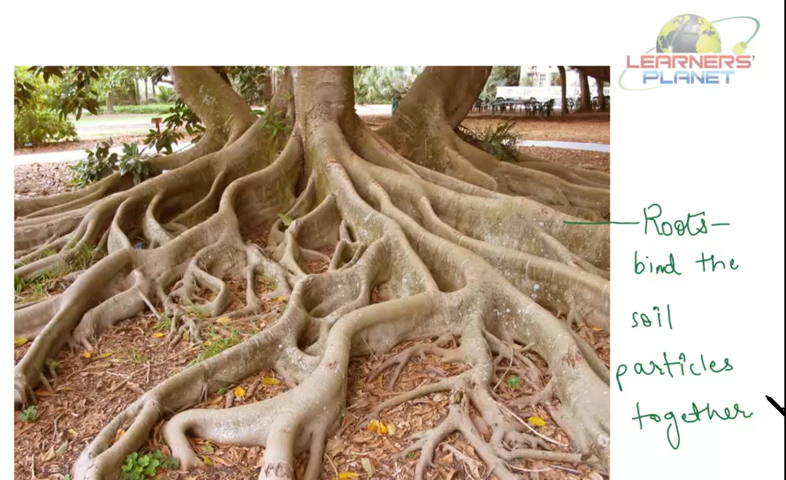 LEARNERS'
PLANET
Roots-
bind the
soil
particles
together